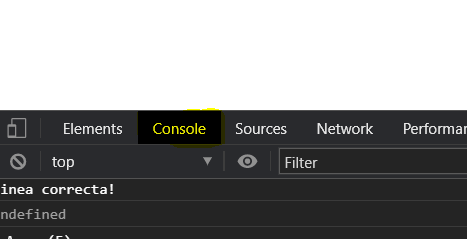 Elements Console Sources Network Performan
top Filter
inea correcta!
ndefined